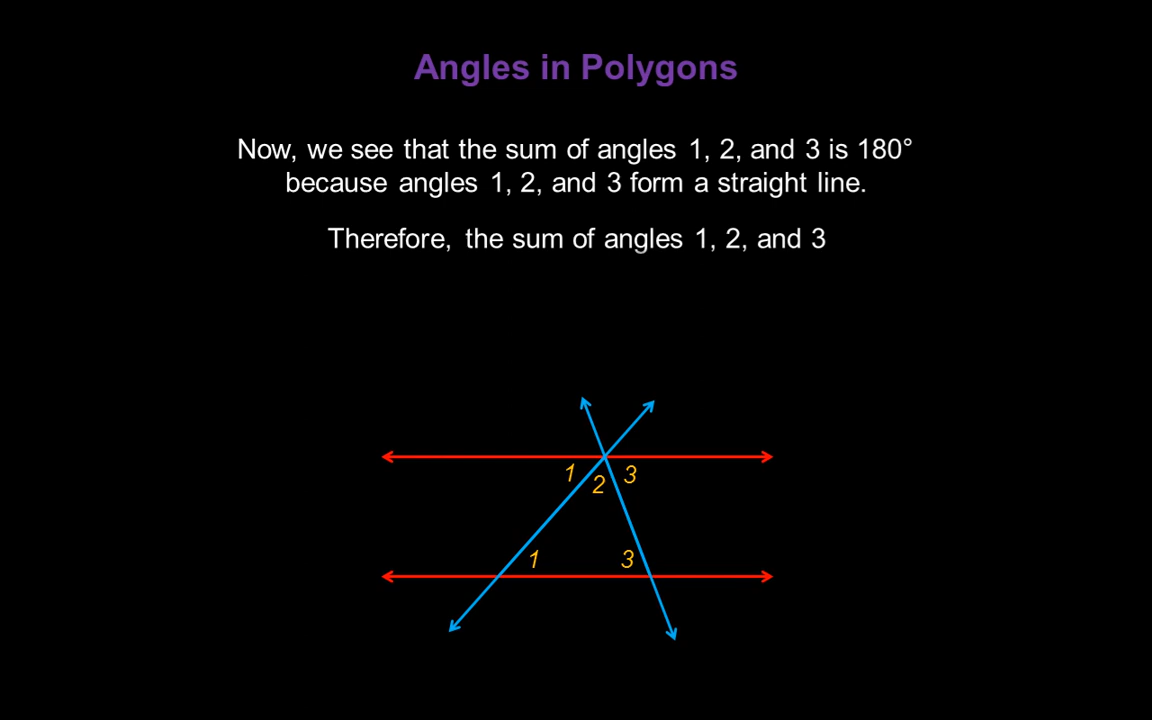 Angles in Polygons
Now, we see that the sum of angles 1, 2, and 3 is 180°
because angles 1, 2, and 3 form a straight line.
Therefore, the sum of angles 1, 2, and 3
1 2 3
1 3